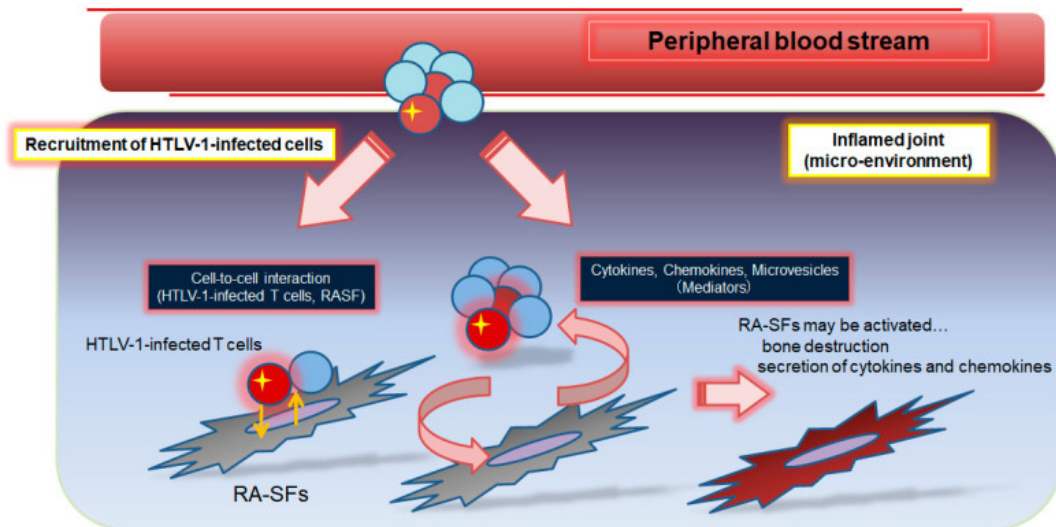 Peripheral blood stream
Recruitment of HTLV-1-infected cells
Inflamed joint
(micro-environment)
Cell-to-cell interaction
(HTLV-1-infected T cells, RASF)
Cytokines, Chemokines, Microvesicles
(Mediators)
HTLV-1-infected T cells
RA-SFs may be activated…
bone destruction
secretion of cytokines and chemokines
RA-SFs